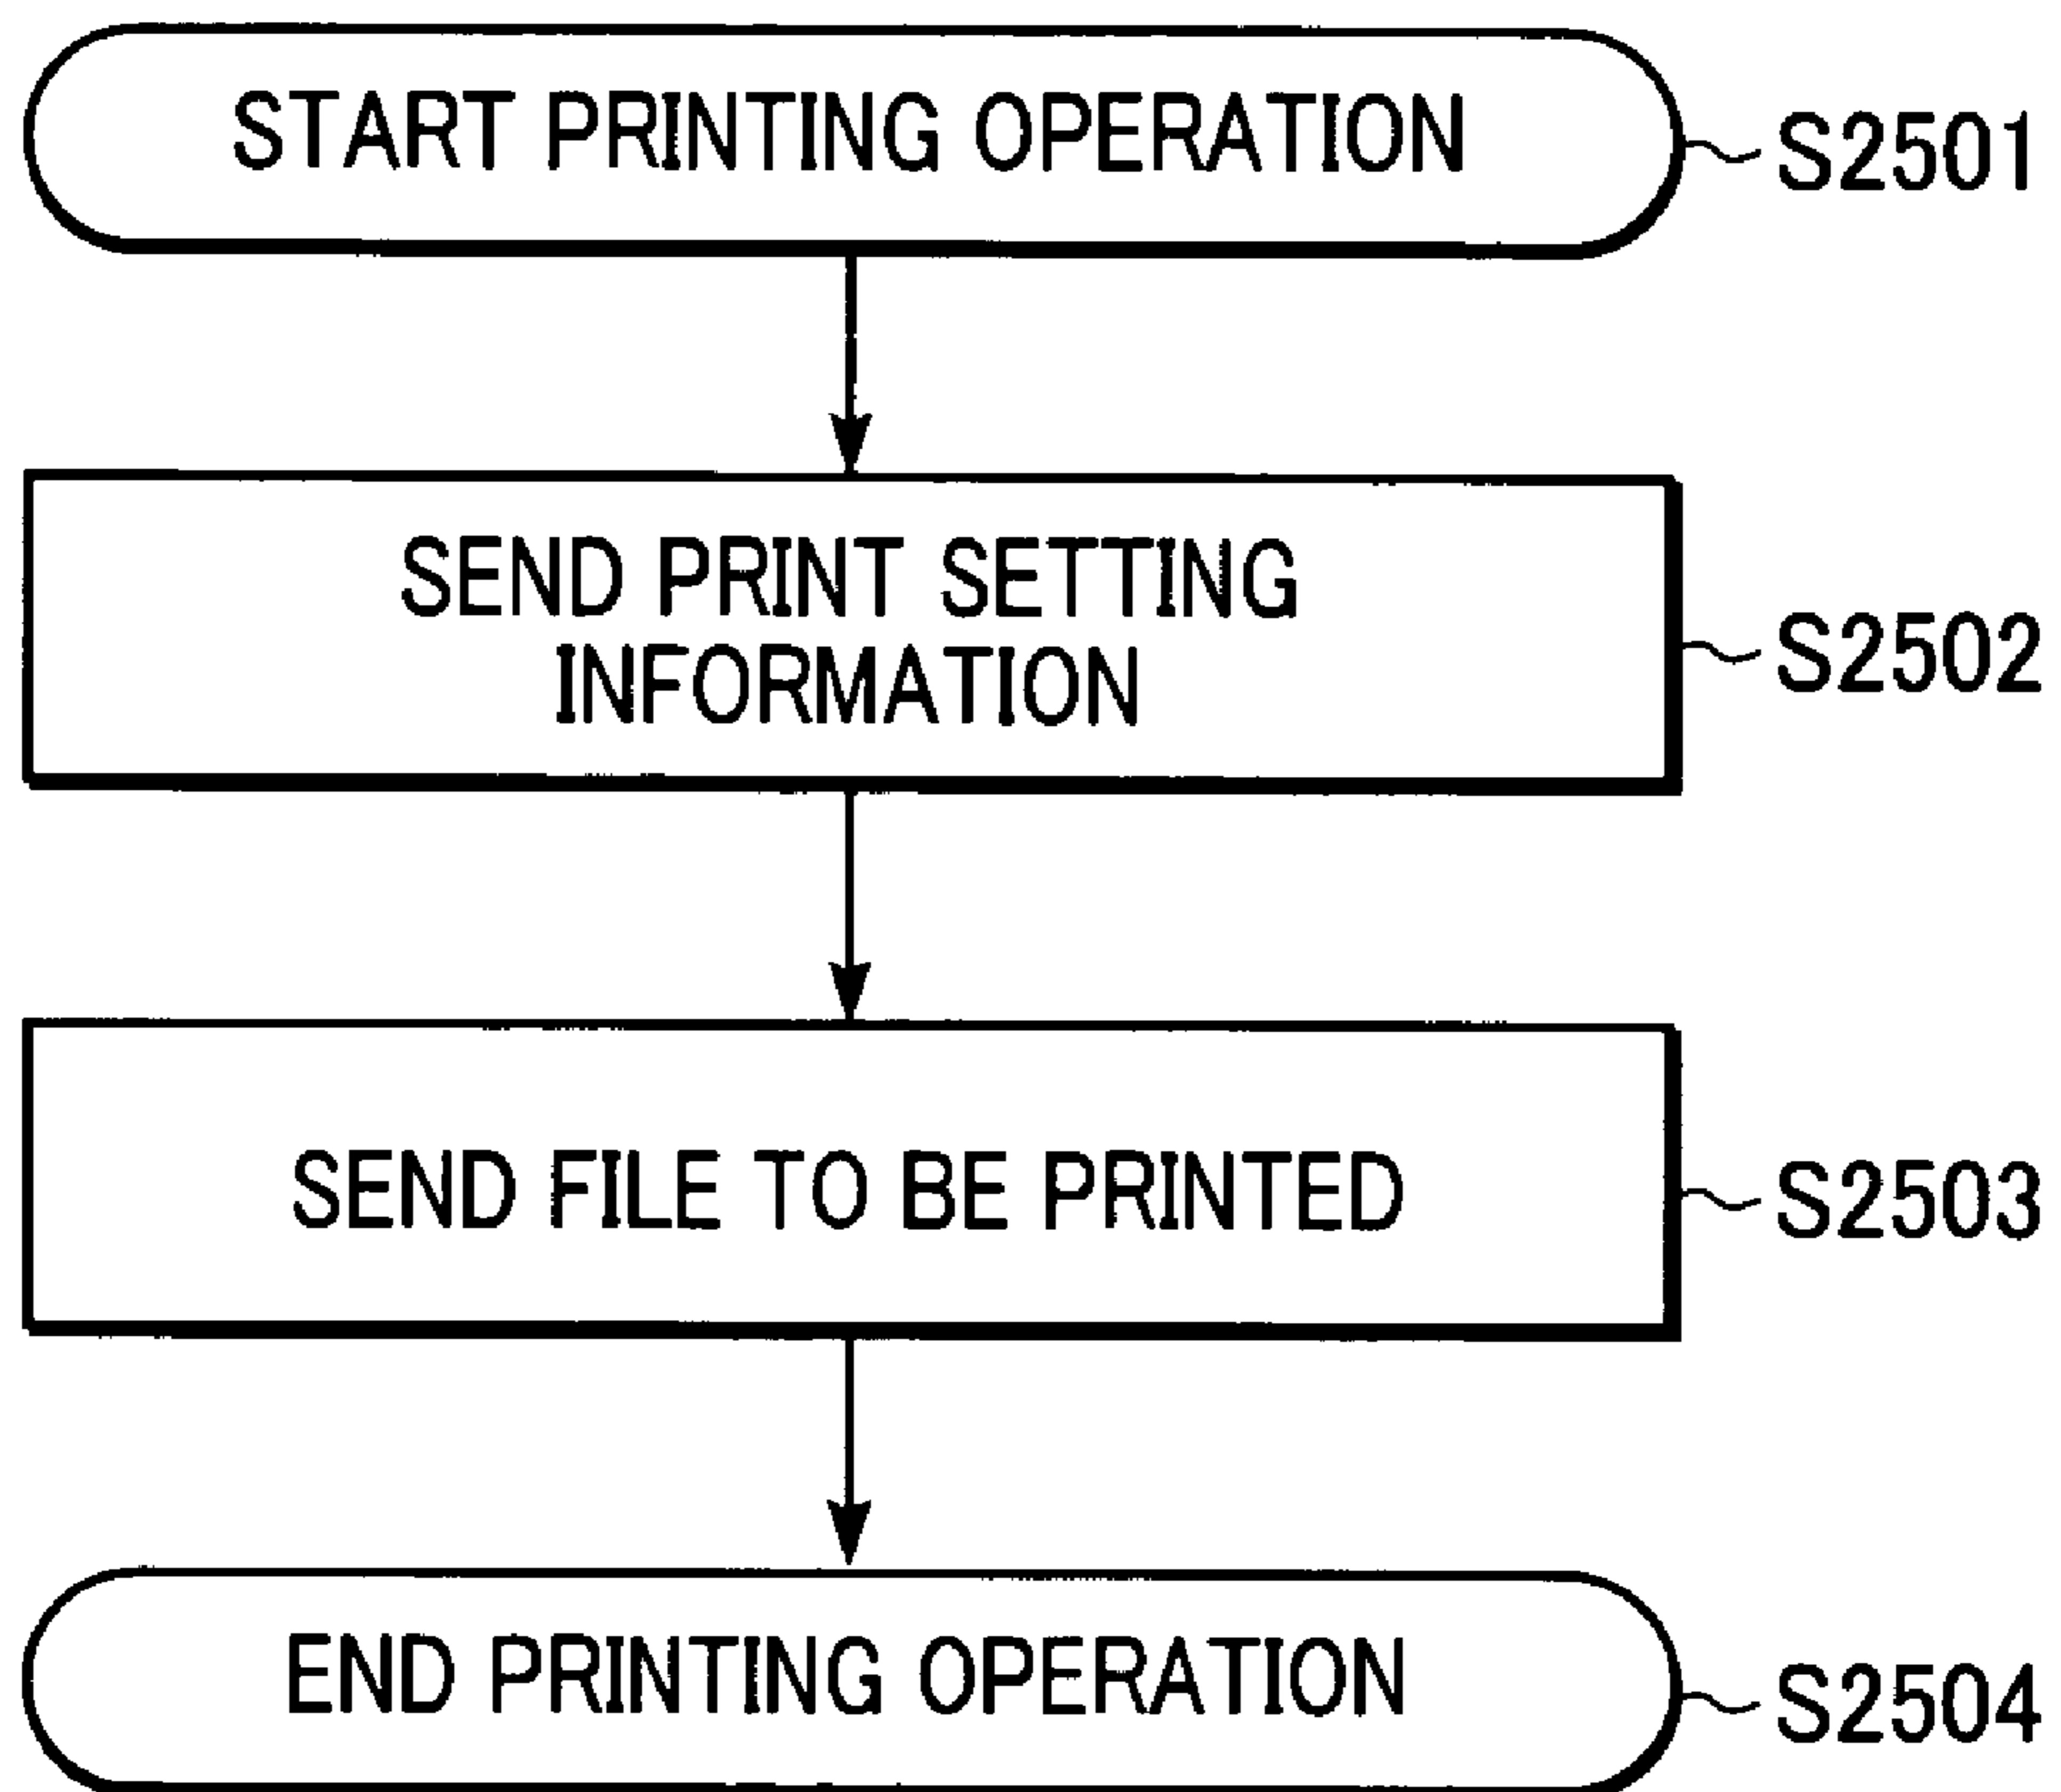 START PRINTING OPERATION
S2501
SEND PRINT SETTING
INFORMATION
S2502
SEND FILE TO BE PRINTED
S2503
END PRINTING OPERATION
S2504